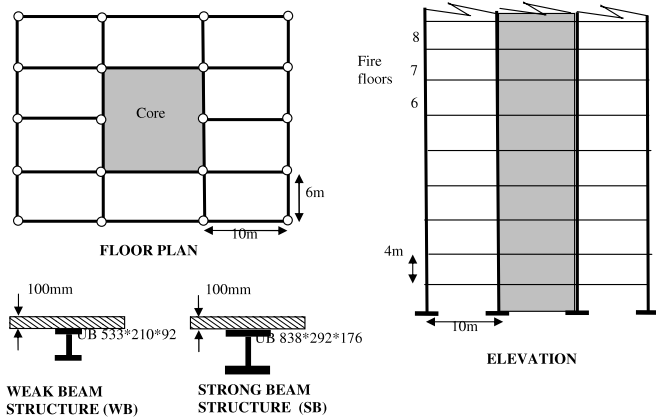 Core
6m
10m
FLOOR PLAN
Fire
floors
8
7
6
4m
10m
ELEVATION
100mm
UB 533*210*92
WEAK BEAM
STRUCTURE (WB)
100mm
UB 838*292*176
STRONG BEAM
STRUCTURE (SB)